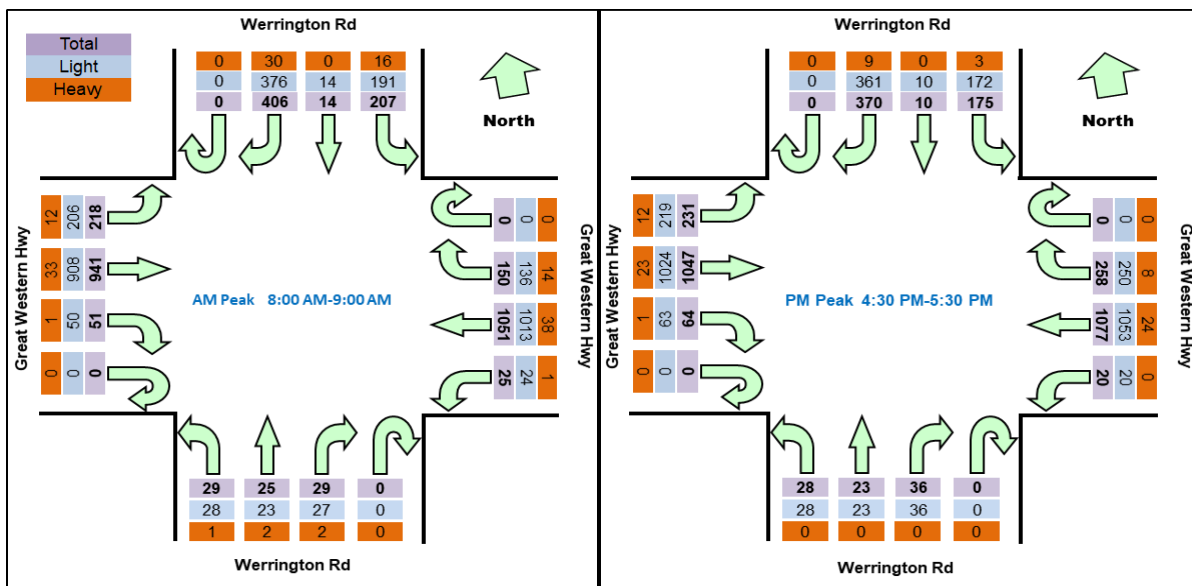 Werrington Rd
Total
Light
Heavy
0 30 0 16
0 376 14 191
0 406 14 207
North
Great Western Hwy
12 206 218
33 908 941
1 50 51
0 0 0
AM Peak 8:00 AM-9:00 AM
0 0 0
150 136 14
1051 1013 38
25 24 1
Great Western Hwy
29 25 29 0
28 23 27 0
1 2 2 0
Werrington Rd
Werrington Rd
0 9 0 3
0 361 10 172
0 370 10 175
North
Great Western Hwy
12 219 231
23 1024 1047
1 63 64
0 0 0
PM Peak 4:30 PM-5:30 PM
0 0 0
258 250 8
1077 1053 24
20 20 0
Great Western Hwy
28 23 36 0
28 23 36 0
0 0 0 0
Werrington Rd